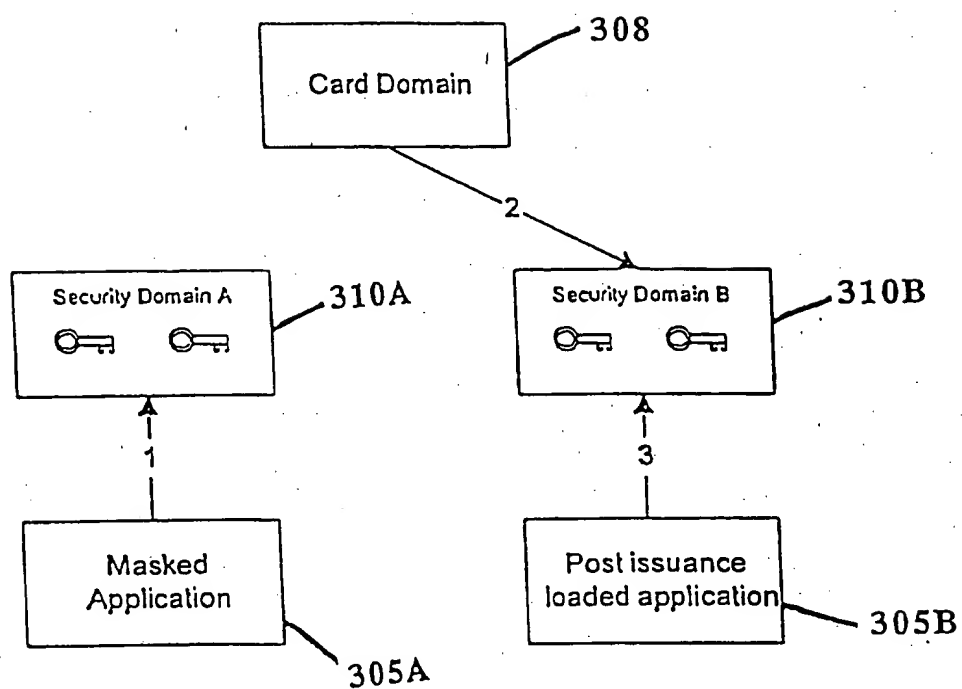 308
Card Domain
2
Security Domain A
310A
Security Domain B
310B
1
3
Masked
Application
305A
Post issuance
loaded application
305B